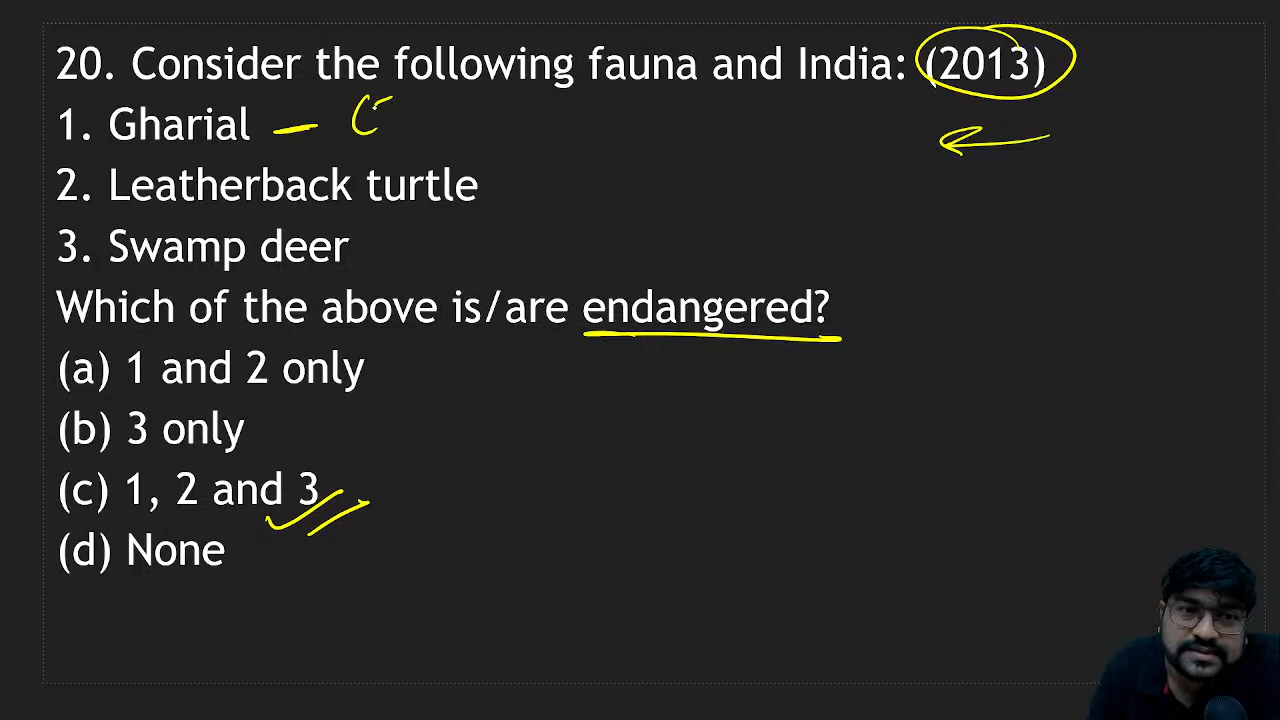 20. Consider the following fauna and India: (2013)
1. Gharial
2. Leatherback turtle
3. Swamp deer
Which of the above is/are endangered?
(a) 1 and 2 only
(b) 3 only
(c) 1, 2 and 3
(d) None